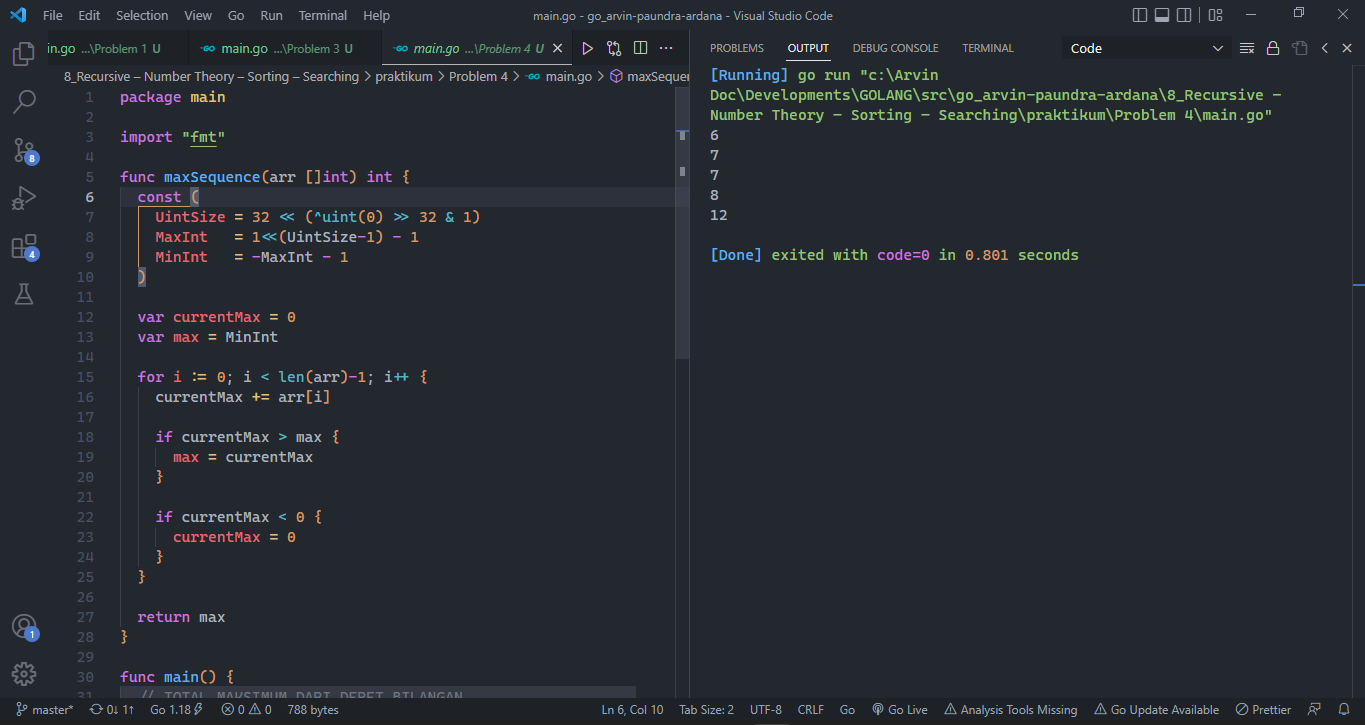 File Edit Selection View Go Run Terminal Help
main.go - go_arvin-paundra-ardana - Visual Studio Code
in.go ...\Problem 1 U
main.go ...\Problem 3 U
main.go ...\Problem 4 U
8_Recursive – Number Theory – Sorting – Searching > praktikum > Problem 4 > main.go > maxSequen
1 package main
2
3 import "fmt"
4
5 func maxSequence(arr []int) int {
6 const (
7 UintSize = 32 << (^uint(0) >> 32 & 1)
8 MaxInt = 1<<(UintSize-1) - 1
9 MinInt = -MaxInt - 1
10 )
11
12 var currentMax = 0
13 var max = MinInt
14
15 for i := 0; i < len(arr)-1; i++ {
16 currentMax += arr[i]
17
18 if currentMax > max {
19 max = currentMax
20 }
21
22 if currentMax < 0 {
23 currentMax = 0
24 }
25 }
26
27 return max
28 }
29
30 func main() {
31 // TOTAL MAKSIMUM DARI DERET BILANGAN
PROBLEMS OUTPUT DEBUG CONSOLE TERMINAL
Code
[Running] go run "c:\Arvin
Doc\Developments\GOLANG\src\go_arvin-paundra-ardana\8_Recursive –
Number Theory – Sorting – Searching\praktikum\Problem 4\main.go"
6
7
7
8
12
[Done] exited with code=0 in 0.801 seconds
8
4
1
master* 0↓ 1↑ Go 1.18 0 0 788 bytes
Ln 6, Col 10 Tab Size: 2 UTF-8 CRLF Go Go Live Analysis Tools Missing Go Update Available Prettier